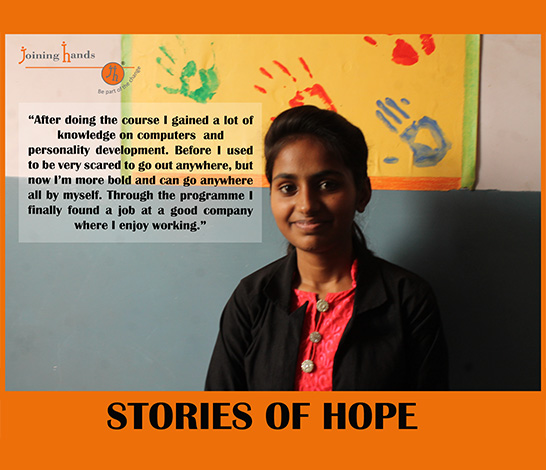 Joining hands
Be part of the change
“After doing the course I gained a lot of
knowledge on computers and
personality development. Before I used
to be very scared to go out anywhere, but
now I’m more bold and can go anywhere
all by myself. Through the programme I
finally found a job at a good company
where I enjoy working.”
STORIES OF HOPE